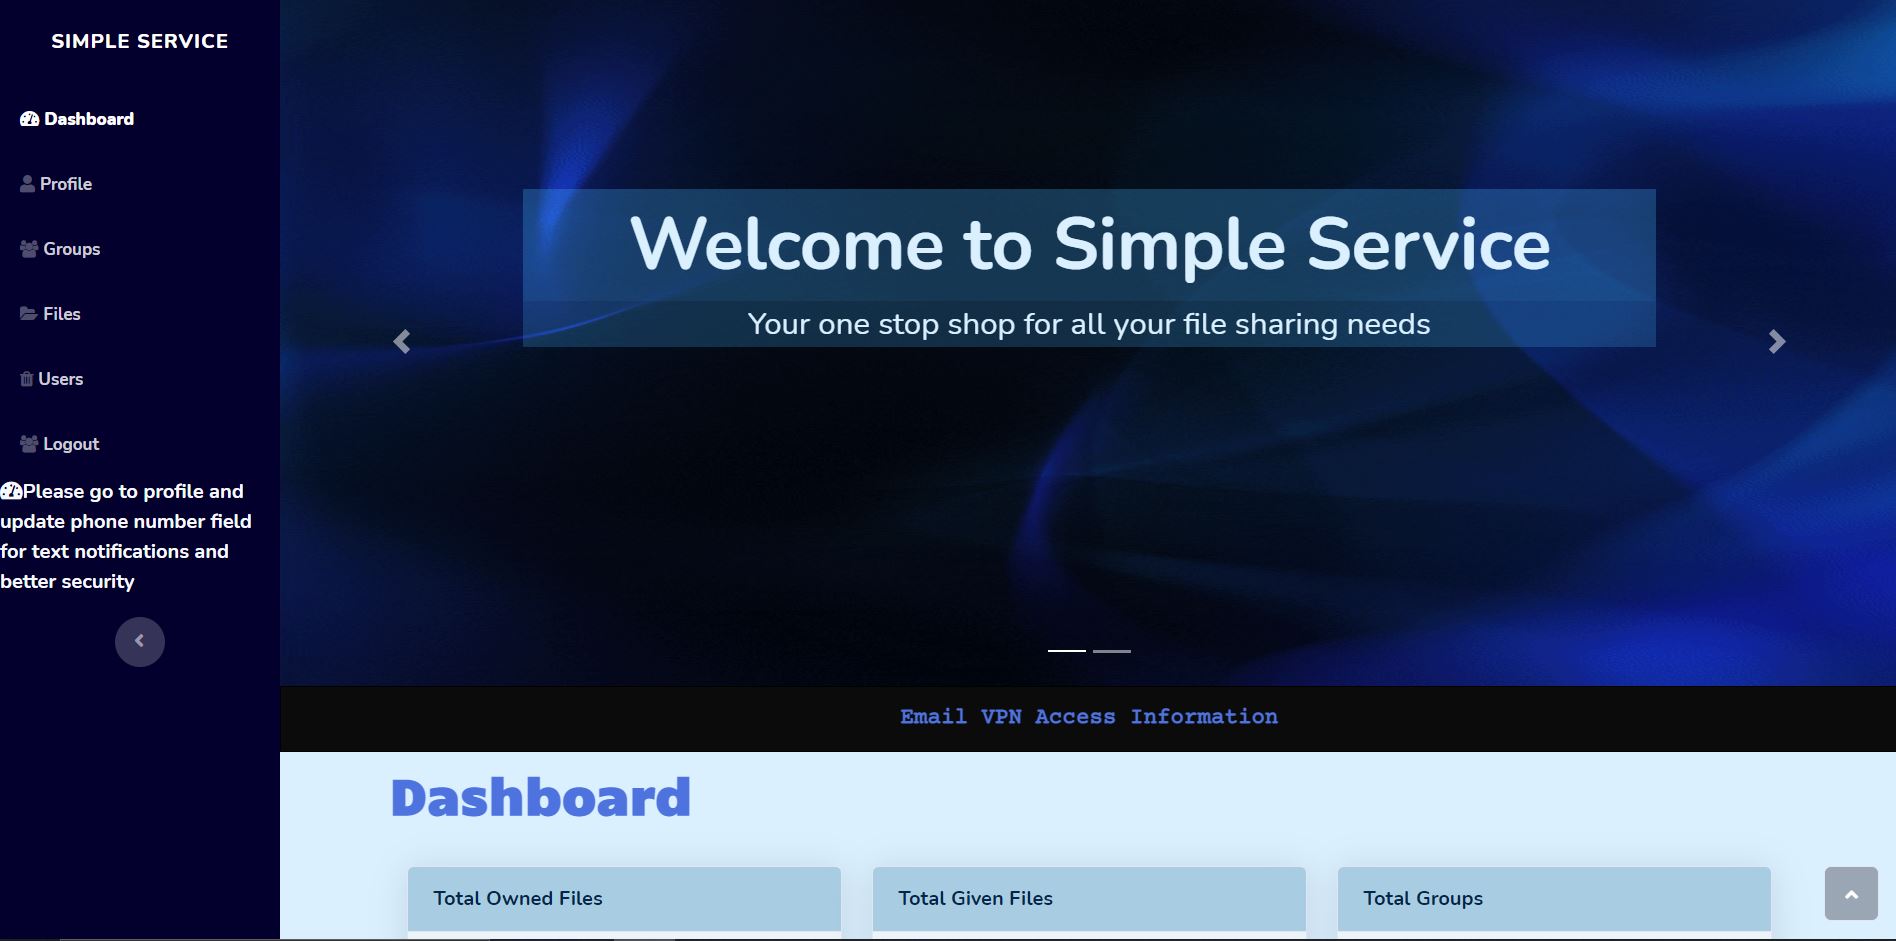 SIMPLE SERVICE
Dashboard
Profile
Groups
Files
Users
Logout
Please go to profile and
update phone number field
for text notifications and
better security
Welcome to Simple Service
Your one stop shop for all your file sharing needs
Email VPN Access Information
Dashboard
Total Owned Files
Total Given Files
Total Groups